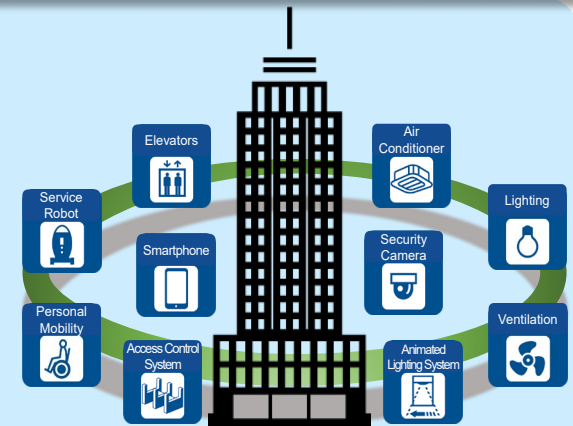 Elevators
Air
Conditioner
Service
Robot
Lighting
Smartphone
Security
Camera
Personal
Mobility
Ventilation
Access Control
System
Animated
Lighting System